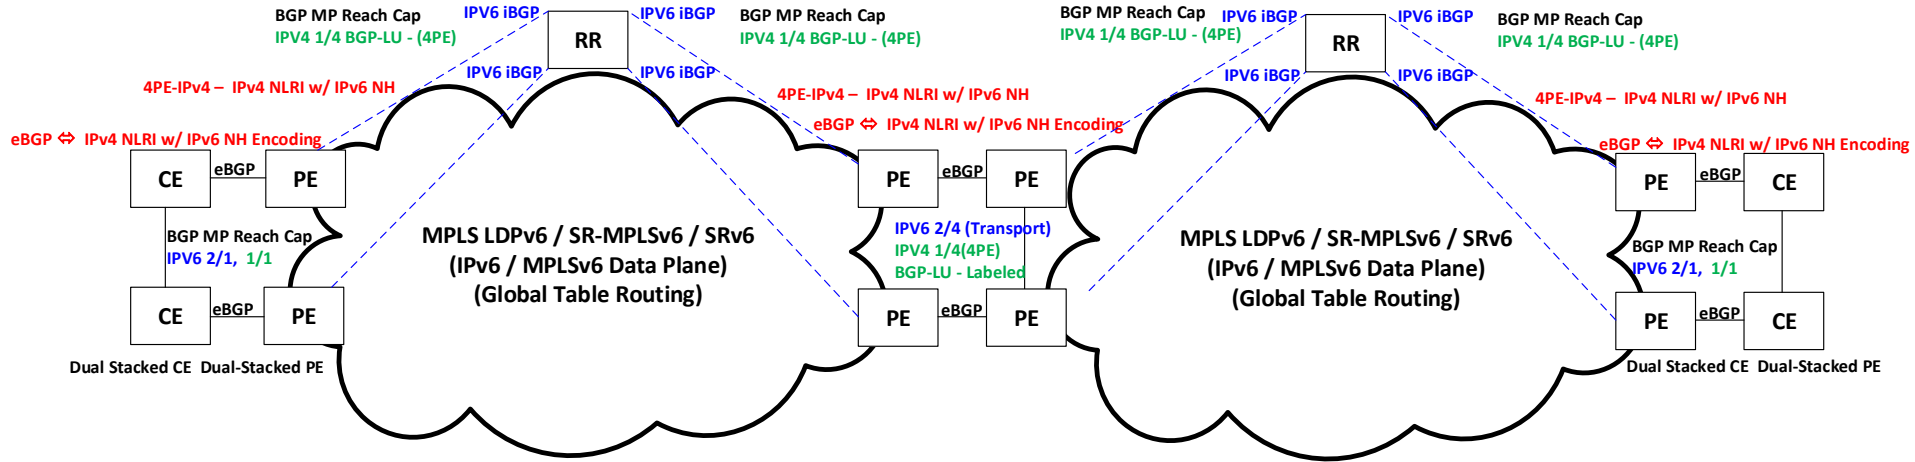 BGP MP Reach Cap
IPV4 1/4 BGP-LU - (4PE)
IPV6 iBGP
RR
IPV6 iBGP
BGP MP Reach Cap
IPV4 1/4 BGP-LU - (4PE)
IPV6 iBGP
IPV6 iBGP
4PE-IPv4 – IPv4 NLRI w/ IPv6 NH
4PE-IPv4 – IPv4 NLRI w/ IPv6 NH
eBGP ⇔ IPv4 NLRI w/ IPv6 NH Encoding
eBGP ⇔ IPv4 NLRI w/ IPv6 NH Encoding
CE
eBGP
PE
BGP MP Reach Cap
IPV6 2/1, 1/1
CE
eBGP
PE
Dual Stacked CE
Dual-Stacked PE
MPLS LDPv6 / SR-MPLSv6 / SRv6
(IPv6 / MPLSv6 Data Plane)
(Global Table Routing)
PE
eBGP
PE
IPV6 2/4 (Transport)
IPV4 1/4(4PE)
BGP-LU - Labeled
PE
eBGP
PE
BGP MP Reach Cap
IPV4 1/4 BGP-LU - (4PE)
IPV6 iBGP
RR
IPV6 iBGP
BGP MP Reach Cap
IPV4 1/4 BGP-LU - (4PE)
IPV6 iBGP
IPV6 iBGP
4PE-IPv4 – IPv4 NLRI w/ IPv6 NH
eBGP ⇔ IPv4 NLRI w/ IPv6 NH Encoding
MPLS LDPv6 / SR-MPLSv6 / SRv6
(IPv6 / MPLSv6 Data Plane)
(Global Table Routing)
PE
eBGP
CE
BGP MP Reach Cap
IPV6 2/1, 1/1
PE
eBGP
CE
Dual Stacked CE
Dual-Stacked PE